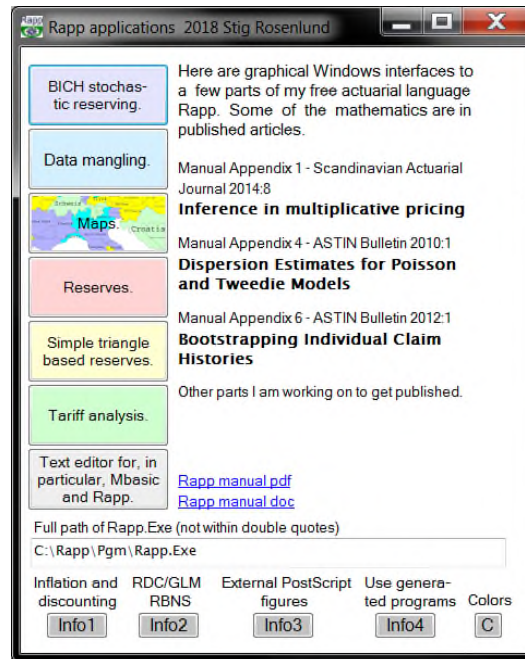 Rapp
Rapp applications 2018 Stig Rosenlund
BICH stochas-
tic reserving.
Data mangling.
Schweiz
Maps.
Croatia
Reserves.
Simple triangle
based reserves.
Tariff analysis.
Text editor for, in
particular, Mbasic
and Rapp.
Here are graphical Windows interfaces to
a few parts of my free actuarial language
Rapp. Some of the mathematics are in
published articles.
Manual Appendix 1 - Scandinavian Actuarial
Journal 2014:8
Inference in multiplicative pricing
Manual Appendix 4 - ASTIN Bulletin 2010:1
Dispersion Estimates for Poisson
and Tweedie Models
Manual Appendix 6 - ASTIN Bulletin 2012:1
Bootstrapping Individual Claim
Histories
Other parts I am working on to get published.
Rapp manual pdf
Rapp manual doc
Full path of Rapp.Exe (not within double quotes)
C:\Rapp\Pgm\Rapp.Exe
Inflation and
discounting
Info1
RDC/GLM
RBNS
Info2
External PostScript
figures
Info3
Use genera-
ted programs
Info4
Colors
C